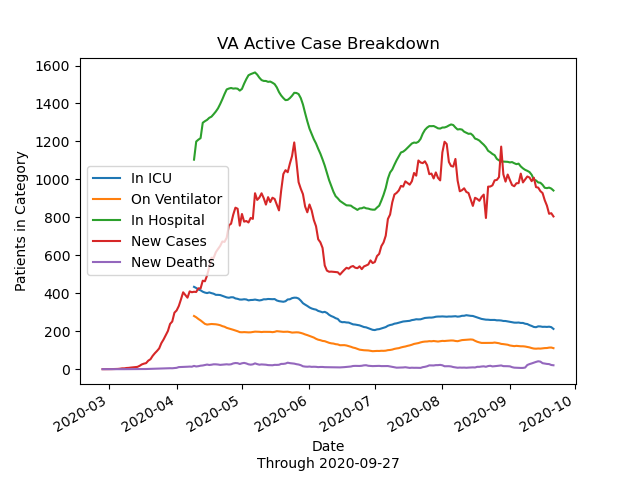 VA Active Case Breakdown
1600
1400
1200
1000
800
600
400
200
0
Patients in Category
In ICU
On Ventilator
In Hospital
New Cases
New Deaths
2020-03
2020-04
2020-05
2020-06
2020-07
2020-08
2020-09
2020-10
Date
Through 2020-09-27